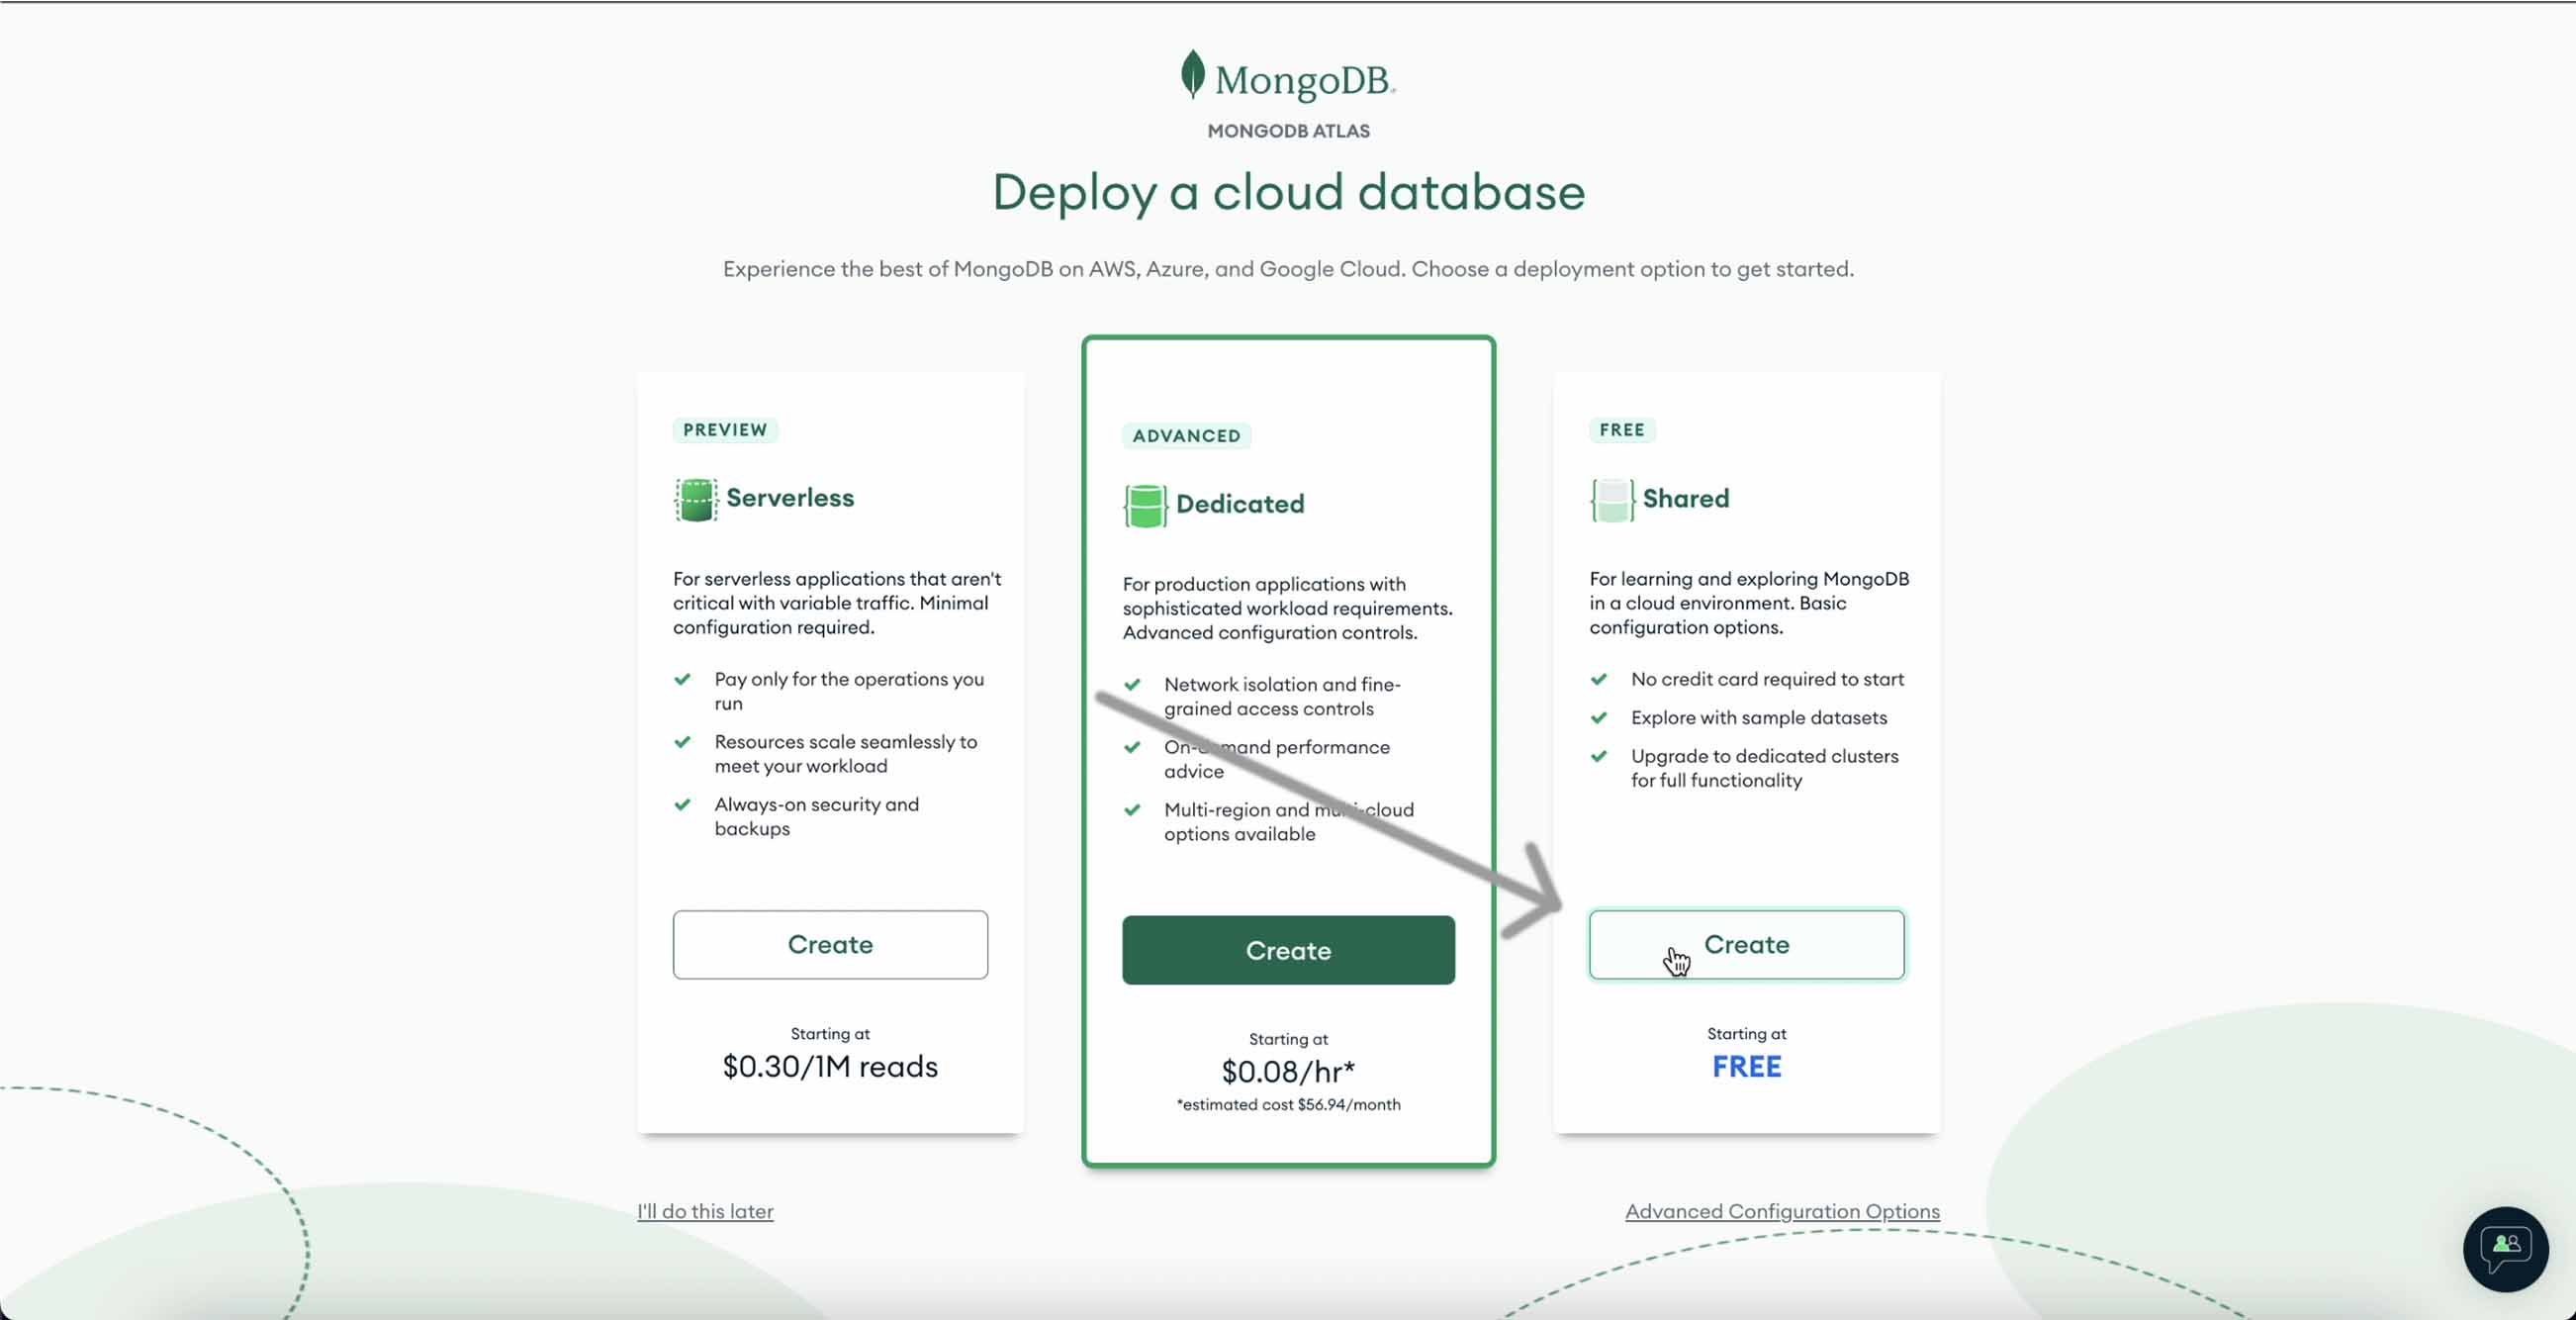 MongoDB.
MONGODB ATLAS
Deploy a cloud database
Experience the best of MongoDB on AWS, Azure, and Google Cloud. Choose a deployment option to get started.
PREVIEW
Serverless
For serverless applications that aren't
critical with variable traffic. Minimal
configuration required.
Pay only for the operations you
run
Resources scale seamlessly to
meet your workload
Always-on security and
backups
Create
Starting at
$0.30/1M reads
ADVANCED
Dedicated
For production applications with
sophisticated workload requirements.
Advanced configuration controls.
Network isolation and fine-
grained access controls
On-demand performance
advice
Multi-region and multi-cloud
options available
Create
Starting at
$0.08/hr*
*estimated cost $56.94/month
FREE
Shared
For learning and exploring MongoDB
in a cloud environment. Basic
configuration options.
No credit card required to start
Explore with sample datasets
Upgrade to dedicated clusters
for full functionality
Create
Starting at
FREE
I'll do this later
Advanced Configuration Options